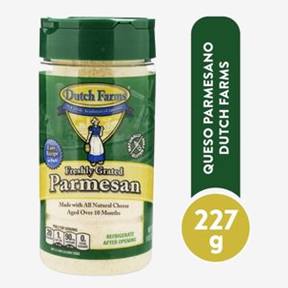 Dutch Farms
Freshly Grated
Parmesan
Made with All Natural Cheese
Aged Over 10 Months
REFRIGERATE
AFTER OPENING
QUESO PARMESANO
DUTCH FARMS
227
g